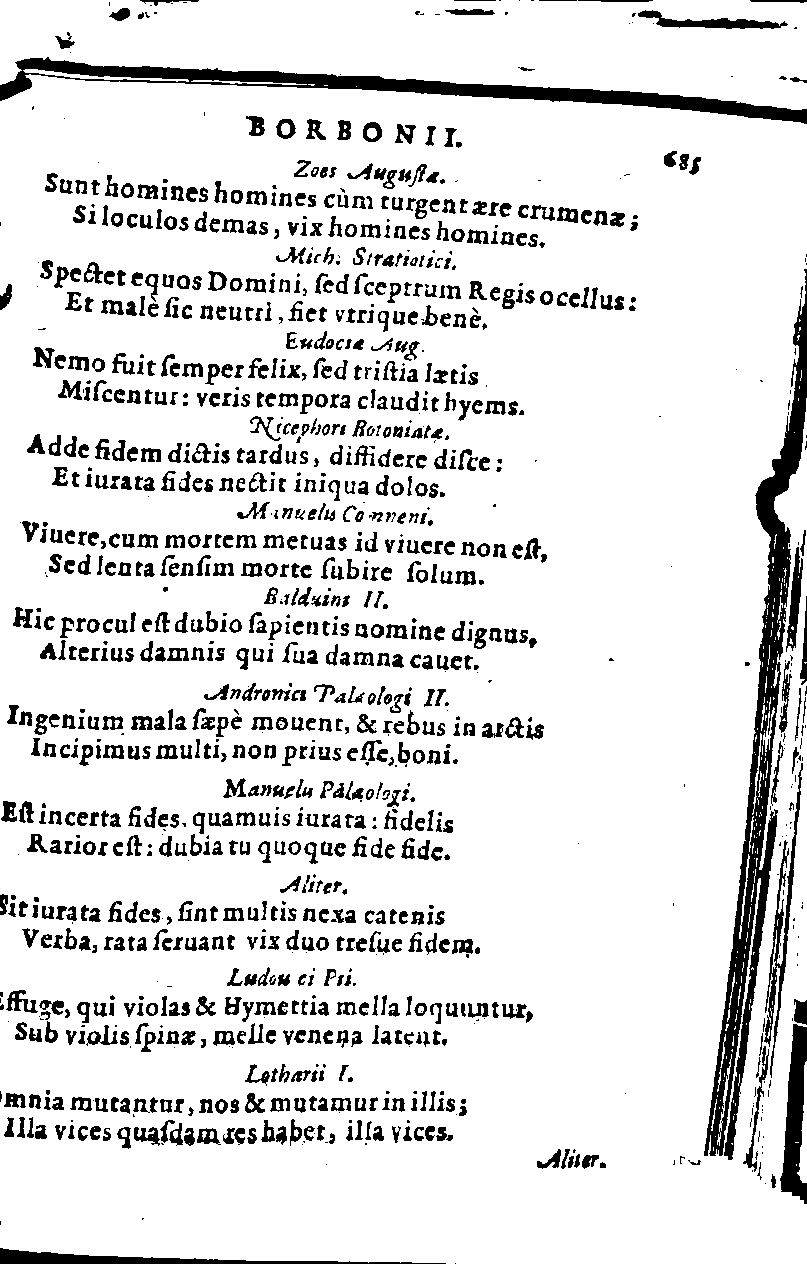 BORBONII.
685
Zoes Augustæ.
Sunt homines homines cùm turgent ære crumenæ;
Si loculos demas, vix homines homines.
Mich. Stratiotici.
Spectet equos Domini, sed sceptrum Regis ocellus:
Et malè sic neutri, fiet vtrique benè.
Eudociæ Aug.
Nemo fuit semper felix, sed tristia lætis
Miscentur: veris tempora claudit hyems.
Nicephori Botoniatæ.
Adde fidem dictis tardus, diffidere disce:
Et iurata fides nectit iniqua dolos.
Manuelis Comneni.
Viuere, cum mortem metuas id viuere non est,
Sed lenta sensim morte subire solum.
Balduini II.
Hic procul est dubio sapientis nomine dignus,
Alterius damnis qui sua damna cauet.
Andronici Palæologi II.
Ingenium mala sæpè mouent, & rebus in arctis
Incipimus multi, non prius esse, boni.
Manuelis Palæologi.
Est incerta fides, quamuis iurata: fidelis
Rarior est: dubia tu quoque fide fide.
Aliter.
Sit iurata fides, sint multis nexa catenis
Verba, rata seruant vix duo tresue fidem.
Ludouici Pii.
Effuge, qui violas & Hymettia mella loquuntur,
Sub violis spinæ, melle venena latent.
Lotharii I.
Omnia mutantur, nos & mutamur in illis;
Illa vices quasdam res habet, illa vices.
Aliter.